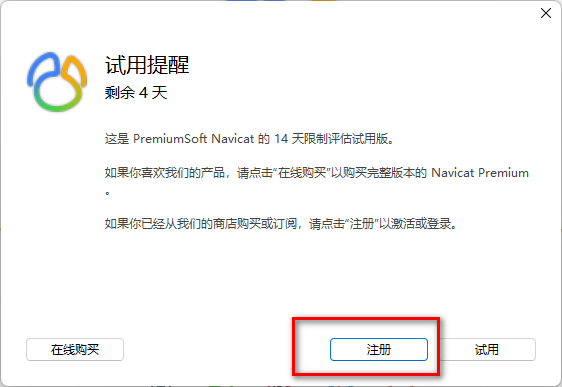 试用提醒
剩余 4 天
这是 PremiumSoft Navicat 的 14 天限制评估试用版。
如果你喜欢我们的产品，请点击“在线购买”以购买完整版本的 Navicat Premium
。
如果你已经从我们的商店购买或订阅，请点击“注册”以激活或登录。
在线购买 注册 试用